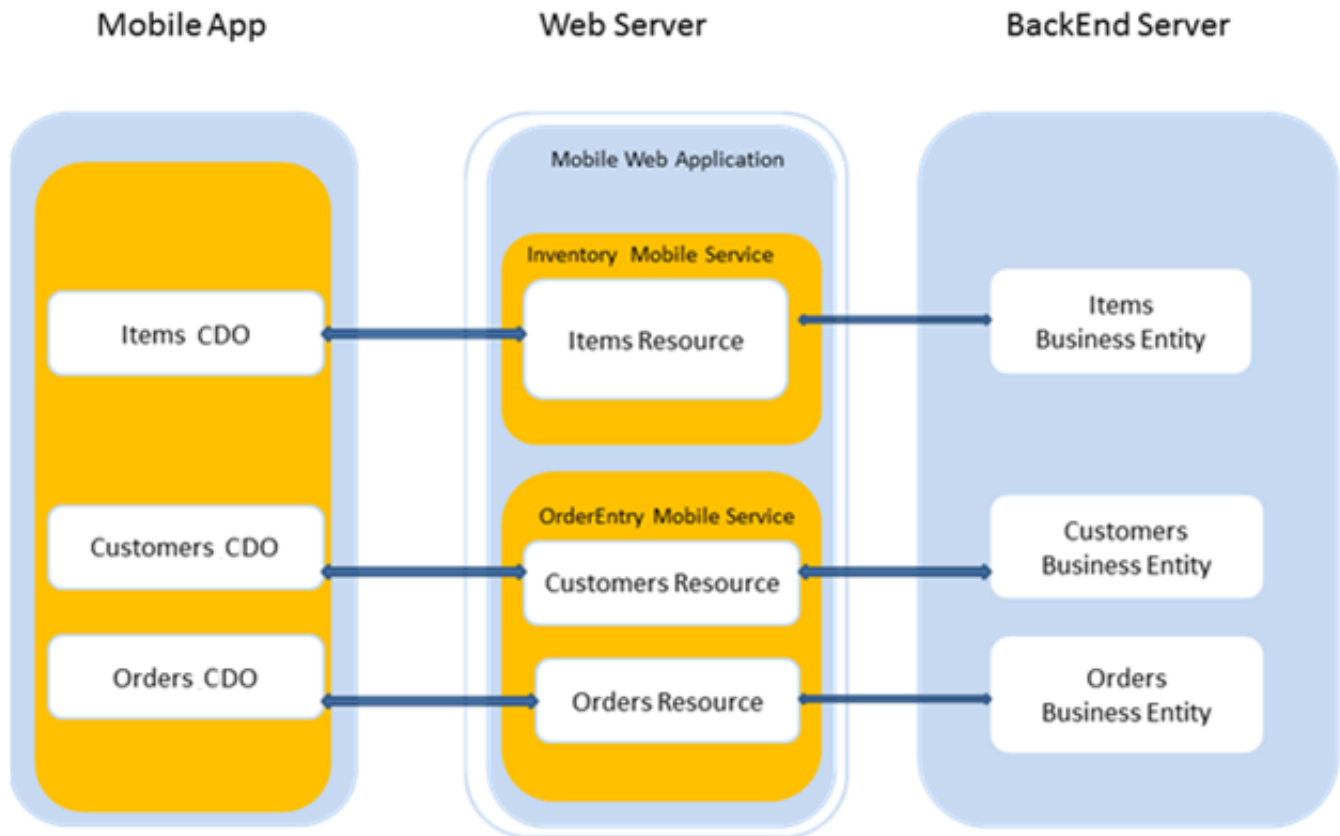 Mobile App
Web Server
BackEnd Server
Mobile Web Application
Inventory Mobile Service
Items CDO
Items Resource
Items
Business Entity
OrderEntry Mobile Service
Customers CDO
Customers Resource
Customers
Business Entity
Orders CDO
Orders Resource
Orders
Business Entity